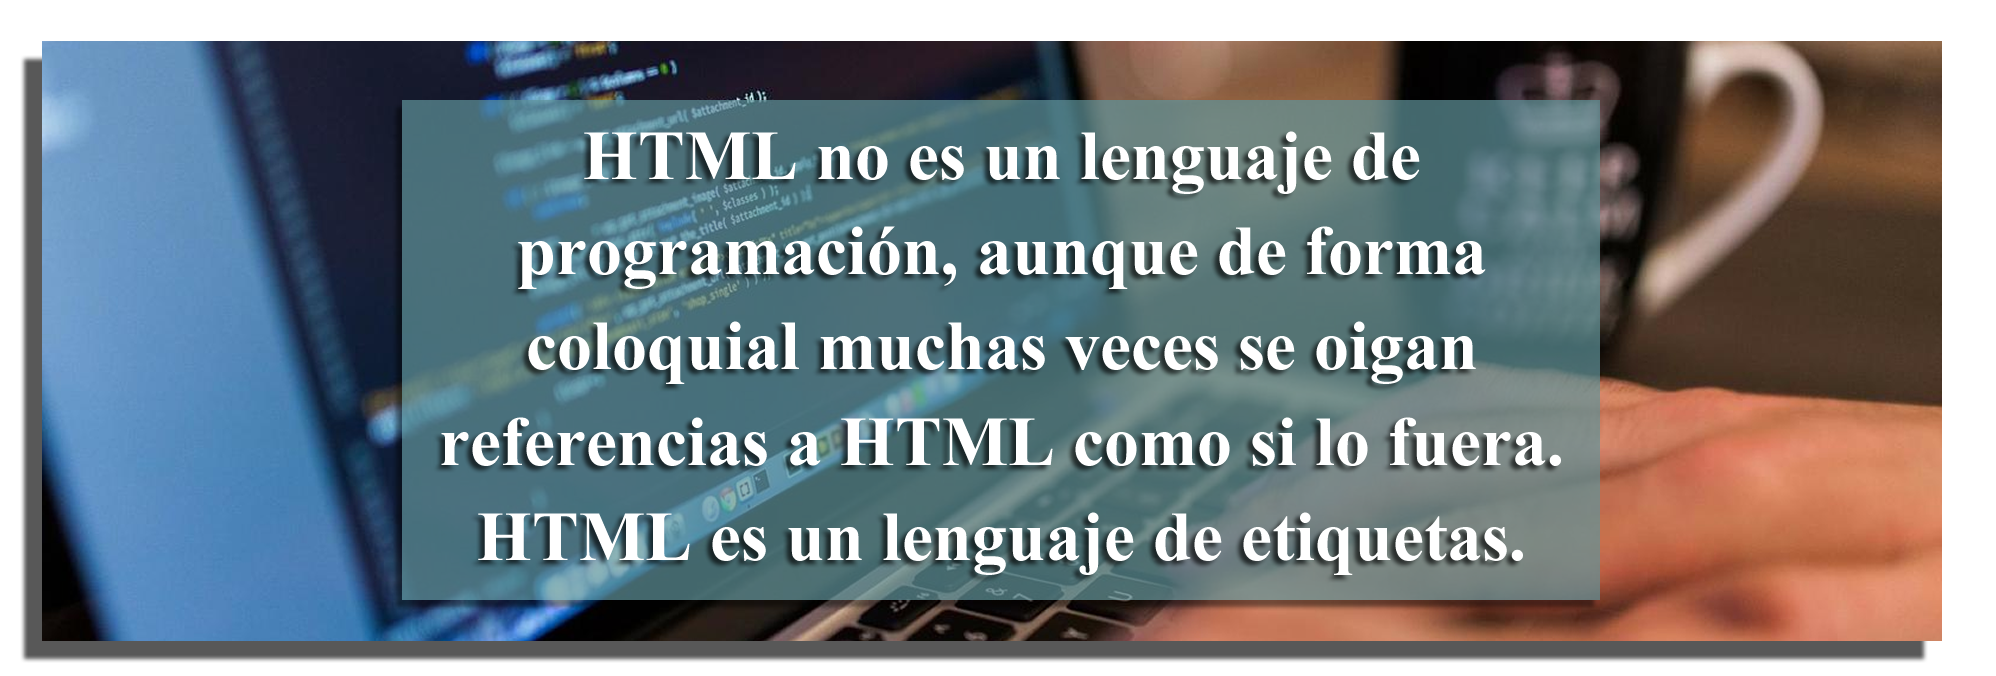 HTML no es un lenguaje de
programación, aunque de forma
coloquial muchas veces se oigan
referencias a HTML como si lo fuera.
HTML es un lenguaje de etiquetas.